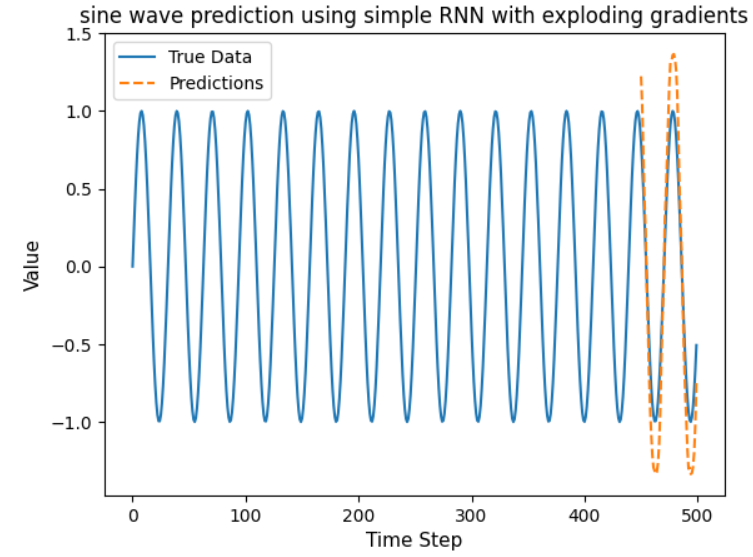 sine wave prediction using simple RNN with exploding gradients
True Data
Predictions
1.5
1.0
0.5
0.0
−0.5
−1.0
Value
0
100
200
300
400
500
Time Step